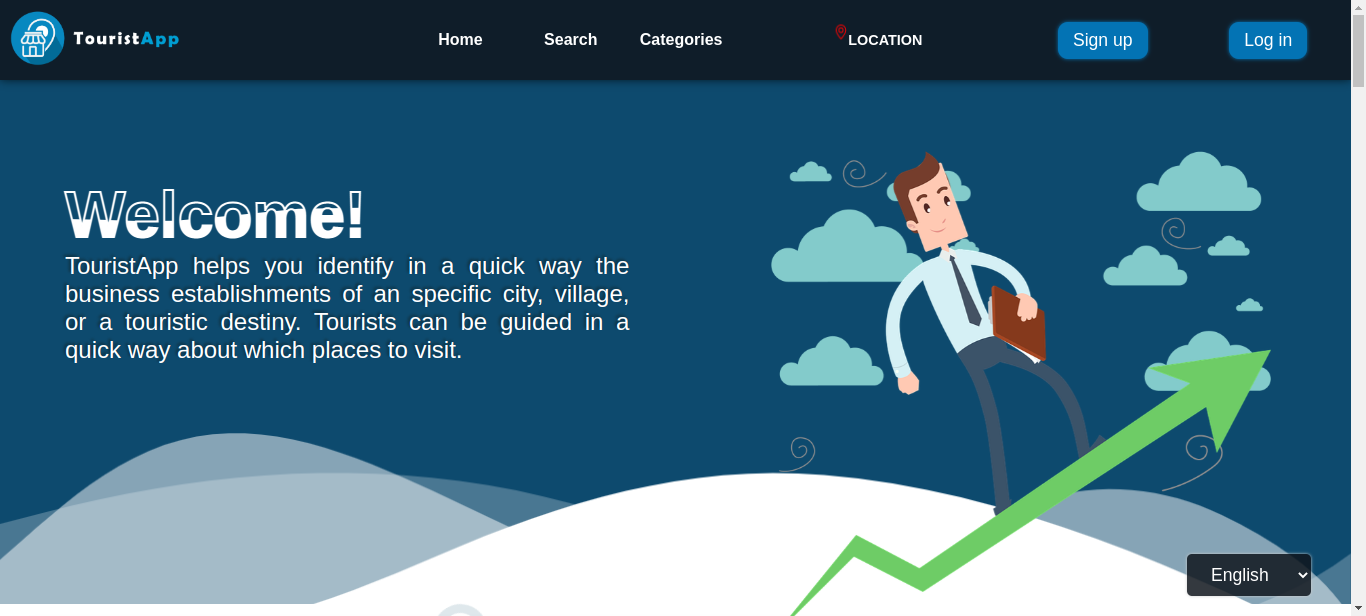 TouristApp
Home
Search
Categories
LOCATION
Sign up
Log in
Welcome!
TouristApp helps you identify in a quick way the
business establishments of an specific city, village,
or a touristic destiny. Tourists can be guided in a
quick way about which places to visit.
English